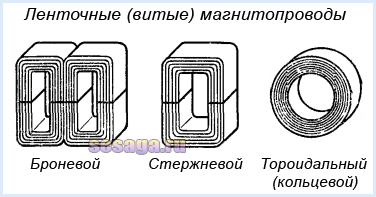 Ленточные (витые) магнитопроводы
sesaga.ru
Броневой
Стержневой
Тороидальный
(кольцевой)